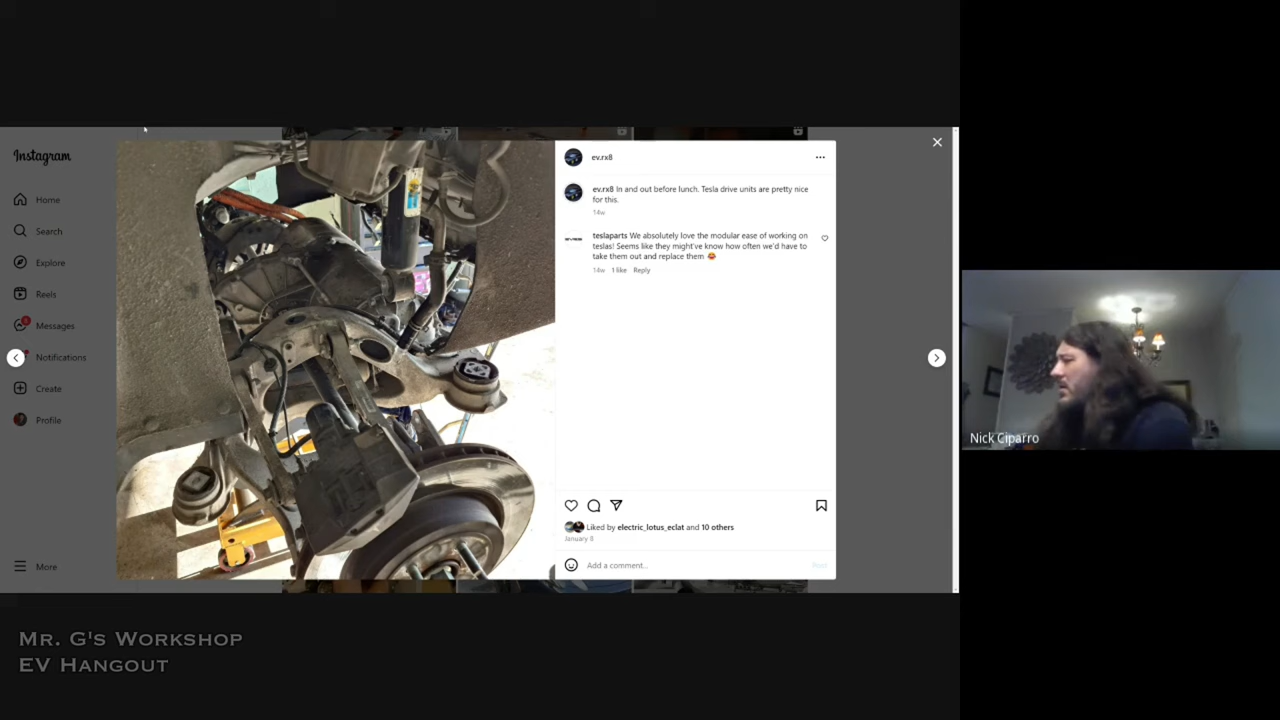 Instagram
Home
Search
Explore
Reels
Messages
Notifications
Create
Profile
More
ev.rx8
ev.rx8 In and out before lunch. Tesla drive units are pretty nice
for this.
14w
teslaparts We absolutely love the modular ease of working on
teslas! Seems like they might've know how often we'd have to
take them out and replace them
14w 1 like Reply
Liked by electric_lotus_eclat and 10 others
January 8
Add a comment...
Post
Nick Ciparro
Mr. G's Workshop
EV Hangout